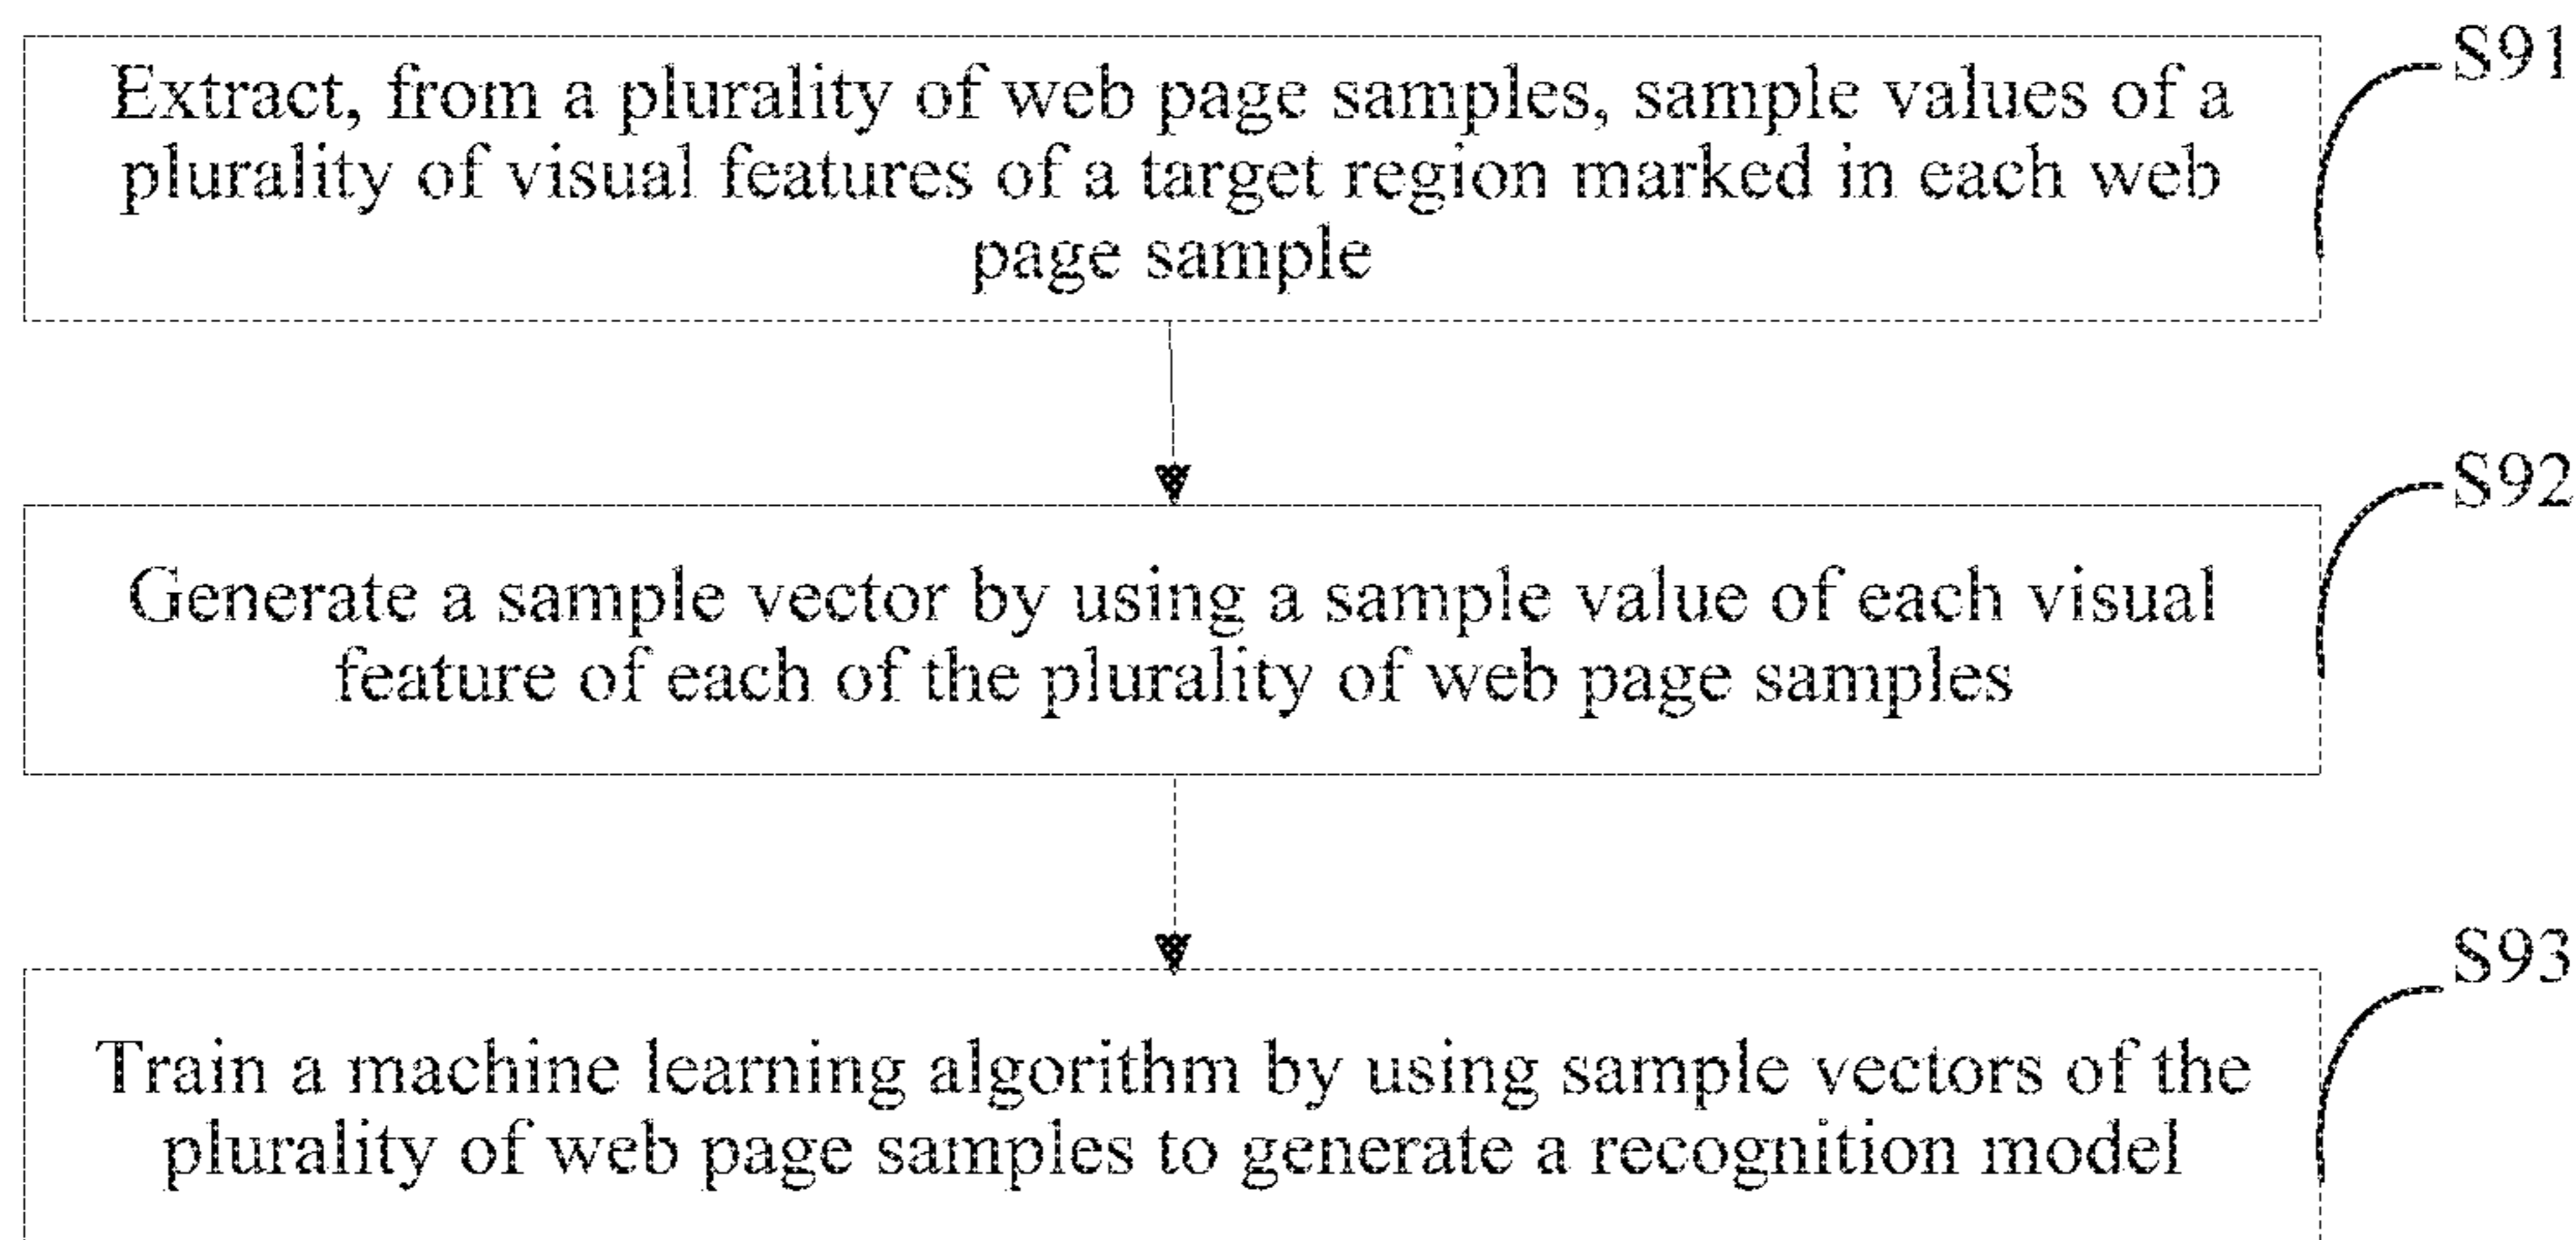 S91
Extract, from a plurality of web page samples, sample values of a
plurality of visual features of a target region marked in each web
page sample
S92
Generate a sample vector by using a sample value of each visual
feature of each of the plurality of web page samples
S93
Train a machine learning algorithm by using sample vectors of the
plurality of web page samples to generate a recognition model